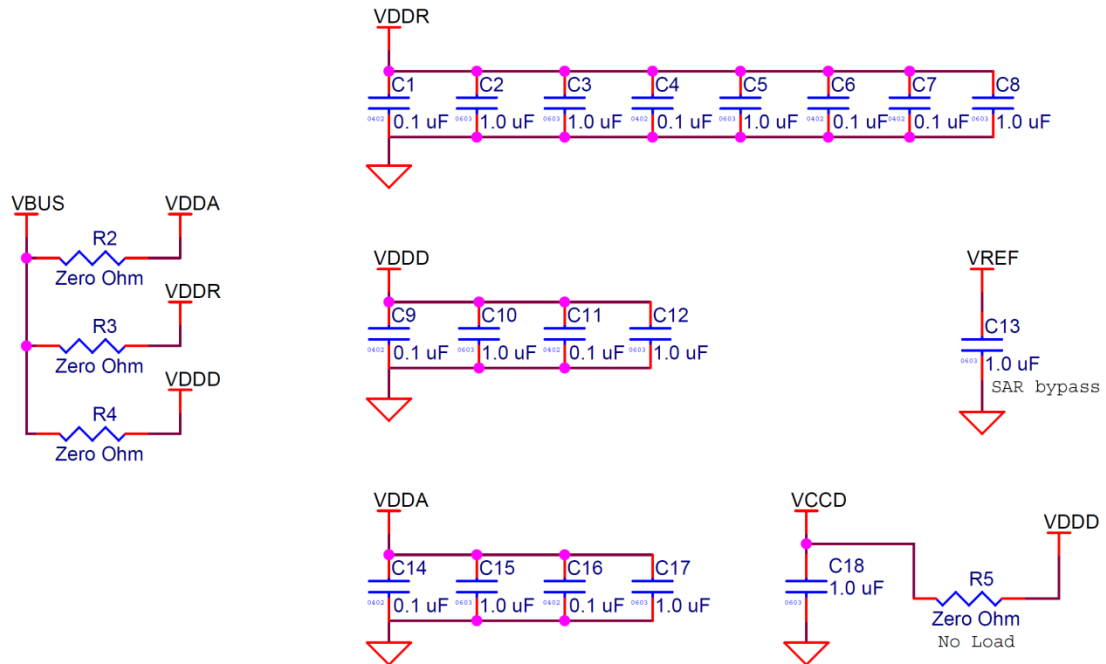 VDDR
C1 C2 C3 C4 C5 C6 C7 C8
0402 0603 0603 0402 0603 0402 0402 0603
0.1 uF 1.0 uF 1.0 uF 0.1 uF 1.0 uF 0.1 uF 0.1 uF 1.0 uF
VBUS VDDA
R2
Zero Ohm
VDDR
R3
Zero Ohm
VDDD
R4
Zero Ohm
VDDD
C9 C10 C11 C12
0402 0603 0402 0603
0.1 uF 1.0 uF 0.1 uF 1.0 uF
VREF
C13
0603
1.0 uF
SAR bypass
VDDA
C14 C15 C16 C17
0402 0603 0402 0603
0.1 uF 1.0 uF 0.1 uF 1.0 uF
VCCD
C18
1.0 uF
0603
VDDD
R5
Zero Ohm
No Load